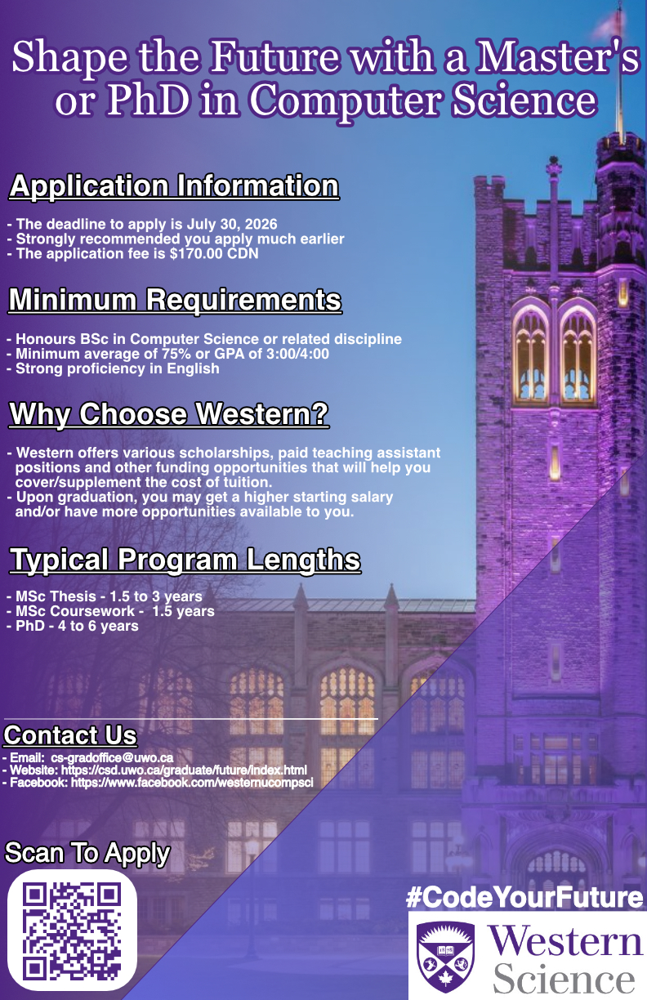 Shape the Future with a Master's
or PhD in Computer Science
Application Information
- The deadline to apply is July 30, 2026
- Strongly recommended you apply much earlier
- The application fee is $170.00 CDN
Minimum Requirements
- Honours BSc in Computer Science or related discipline
- Minimum average of 75% or GPA of 3:00/4:00
- Strong proficiency in English
Why Choose Western?
- Western offers various scholarships, paid teaching assistant
positions and other funding opportunities that will help you
cover/supplement the cost of tuition.
- Upon graduation, you may get a higher starting salary
and/or have more opportunities available to you.
Typical Program Lengths
- MSc Thesis - 1.5 to 3 years
- MSc Coursework - 1.5 years
- PhD - 4 to 6 years
Contact Us
- Email: cs-gradoffice@uwo.ca
- Website: https://csd.uwo.ca/graduate/future/index.html
- Facebook: https://www.facebook.com/westernucompsci
Scan To Apply
#CodeYourFuture
18 78
Western
Science